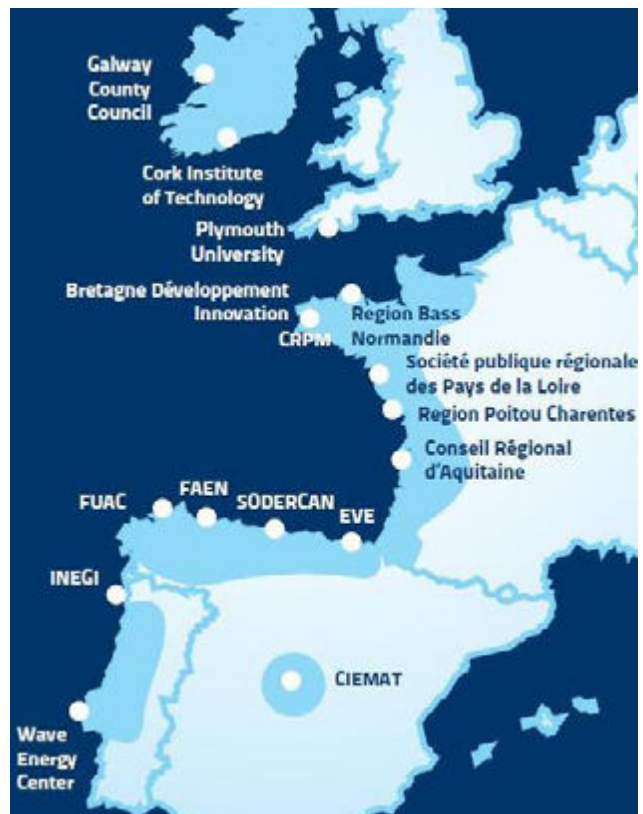 Galway
County
Council
Cork Institute
of Technology
Plymouth
University
Bretagne Développement
Innovation
Region Bass
Normandie
CRPM
Société publique régionale
des Pays de la Loire
Region Poitou Charentes
Conseil Régional
d'Aquitaine
FUAC
FAEN
SODERCAN
EVE
INEGI
CIEMAT
Wave
Energy
Center